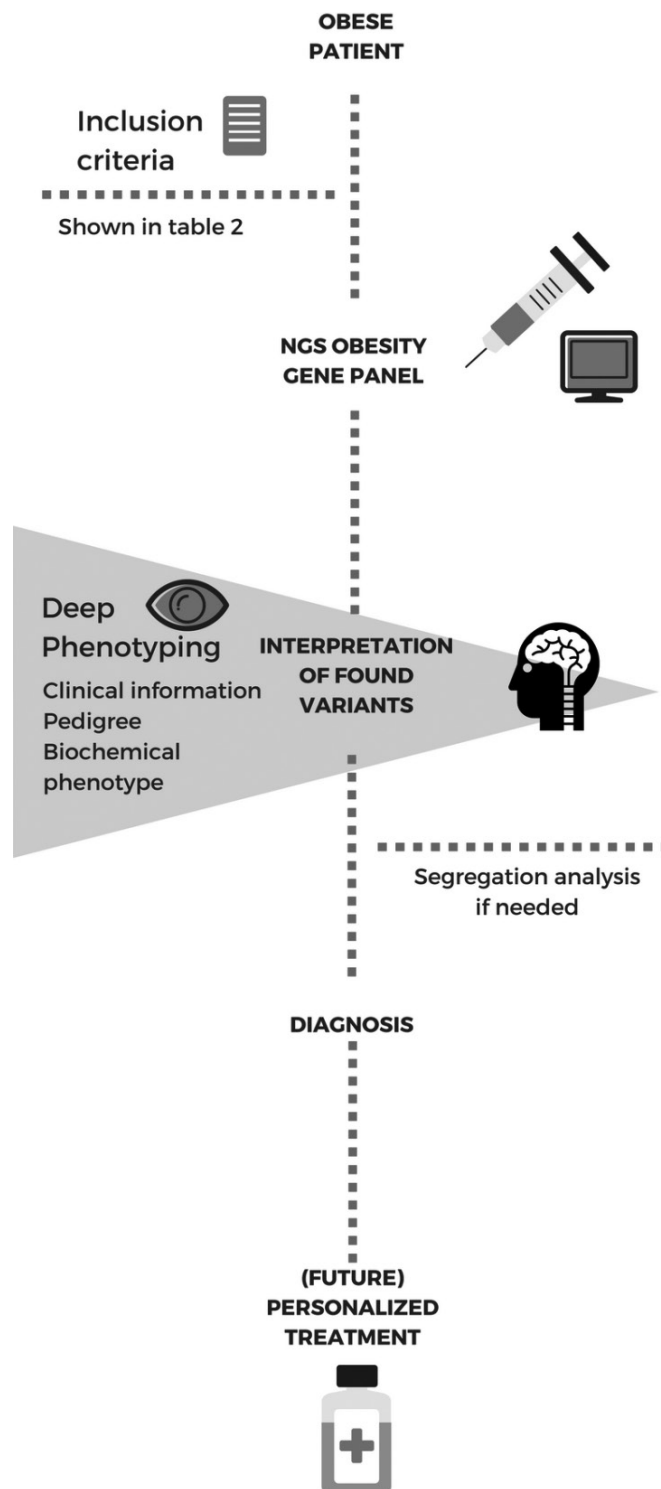 OBESE
PATIENT
Inclusion
criteria
Shown in table 2
NGS OBESITY
GENE PANEL
Deep
Phenotyping
Clinical information
Pedigree
Biochemical
phenotype
INTERPRETATION
OF FOUND
VARIANTS
Segregation analysis
if needed
DIAGNOSIS
(FUTURE)
PERSONALIZED
TREATMENT